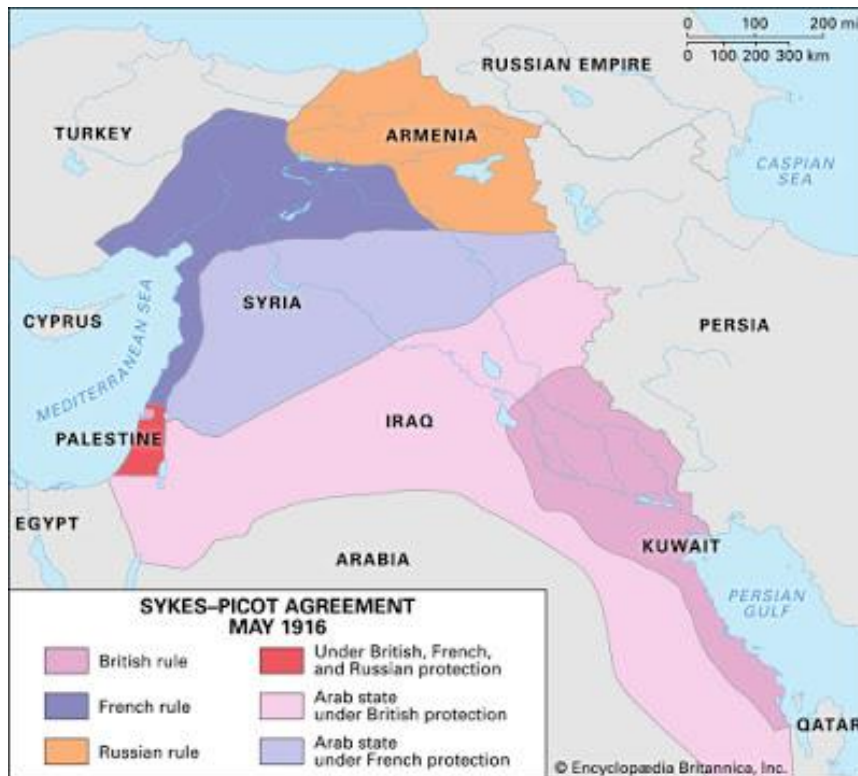 0 100 200 mi
0 100 200 300 km
RUSSIAN EMPIRE
TURKEY
ARMENIA
CASPIAN
SEA
SYRIA
CYPRUS
MEDITERRANEAN SEA
PERSIA
IRAQ
PALESTINE
EGYPT
KUWAIT
ARABIA
PERSIAN
GULF
QATAR
SYKES–PICOT AGREEMENT
MAY 1916
British rule
French rule
Russian rule
Under British, French,
and Russian protection
Arab state
under British protection
Arab state
under French protection
© Encyclopædia Britannica, Inc.